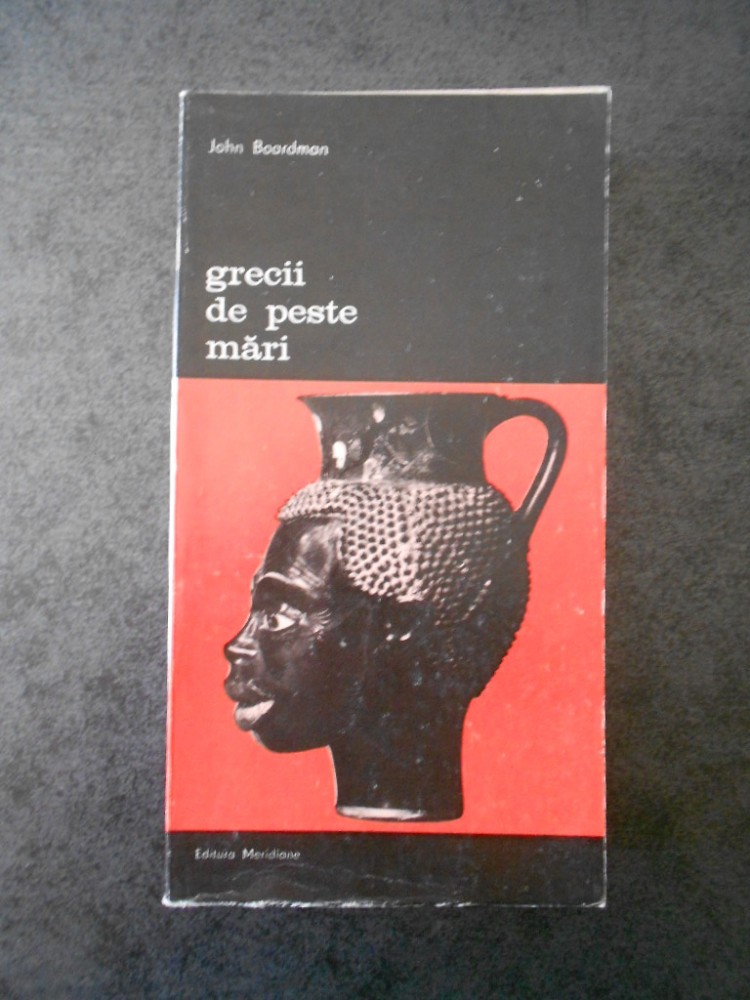 John Boardman
grecii
de peste
mări
Editura Meridiane